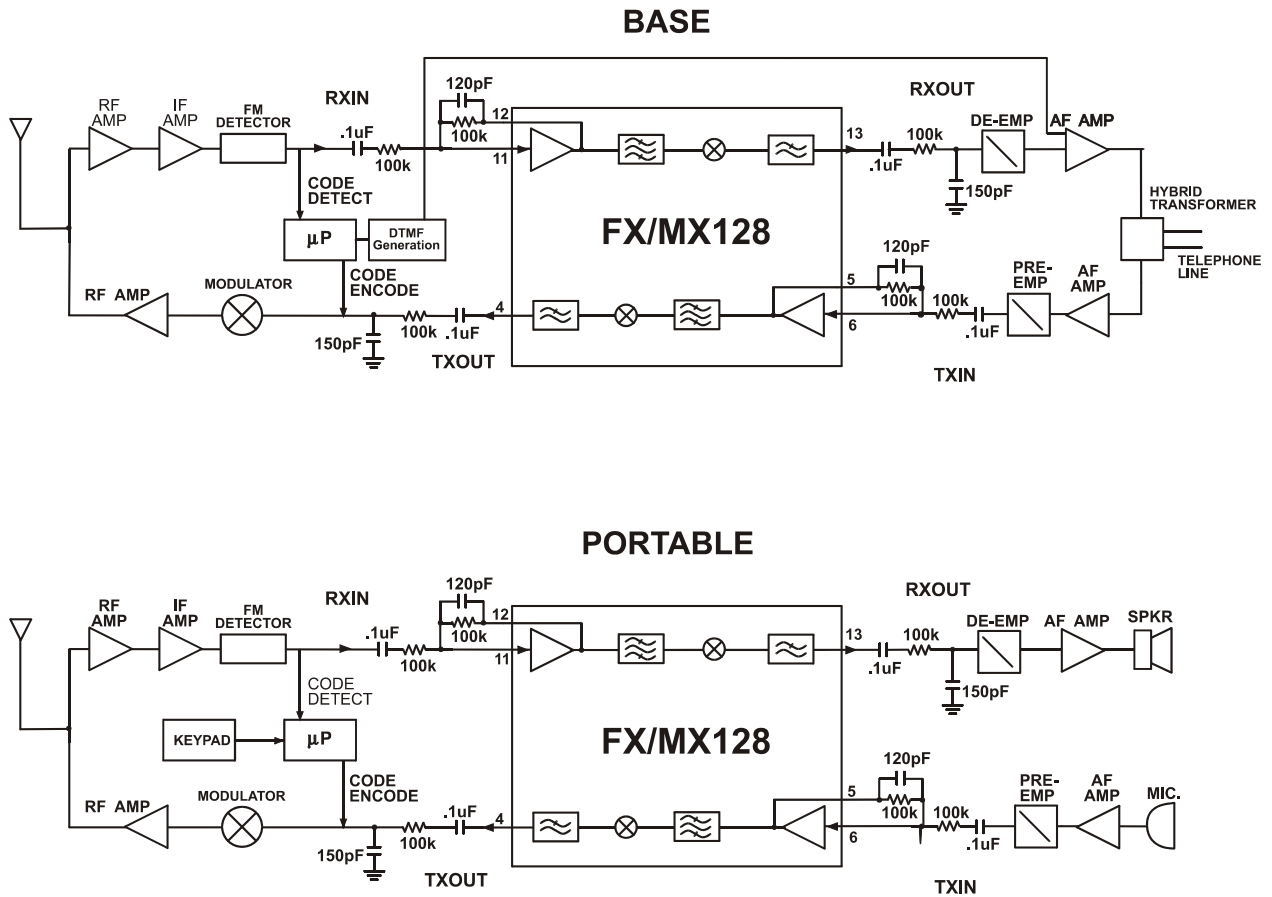 BASE
120pF
RXIN
RXOUT
RF
AMP
IF
AMP
FM
DETECTOR
.1uF
100k
100k
12
11
13
100k
.1uF
DE-EMP
AF AMP
150pF
CODE
DETECT
µP
DTMF
Generation
FX/MX128
HYBRID
TRANSFORMER
TELEPHONE
LINE
CODE
ENCODE
RF AMP
MODULATOR
120pF
5
100k
6
100k
.1uF
PRE-
EMP
AF
AMP
4
100k
.1uF
150pF
TXOUT
TXIN
PORTABLE
120pF
RXIN
RXOUT
RF
AMP
IF
AMP
FM
DETECTOR
.1uF
100k
100k
12
11
13
100k
.1uF
DE-EMP
AF AMP
SPKR
150pF
CODE
DETECT
KEYPAD
µP
FX/MX128
CODE
ENCODE
RF AMP
MODULATOR
120pF
5
100k
6
100k
.1uF
PRE-
EMP
AF
AMP
MIC.
4
.1uF
100k
150pF
TXOUT
TXIN